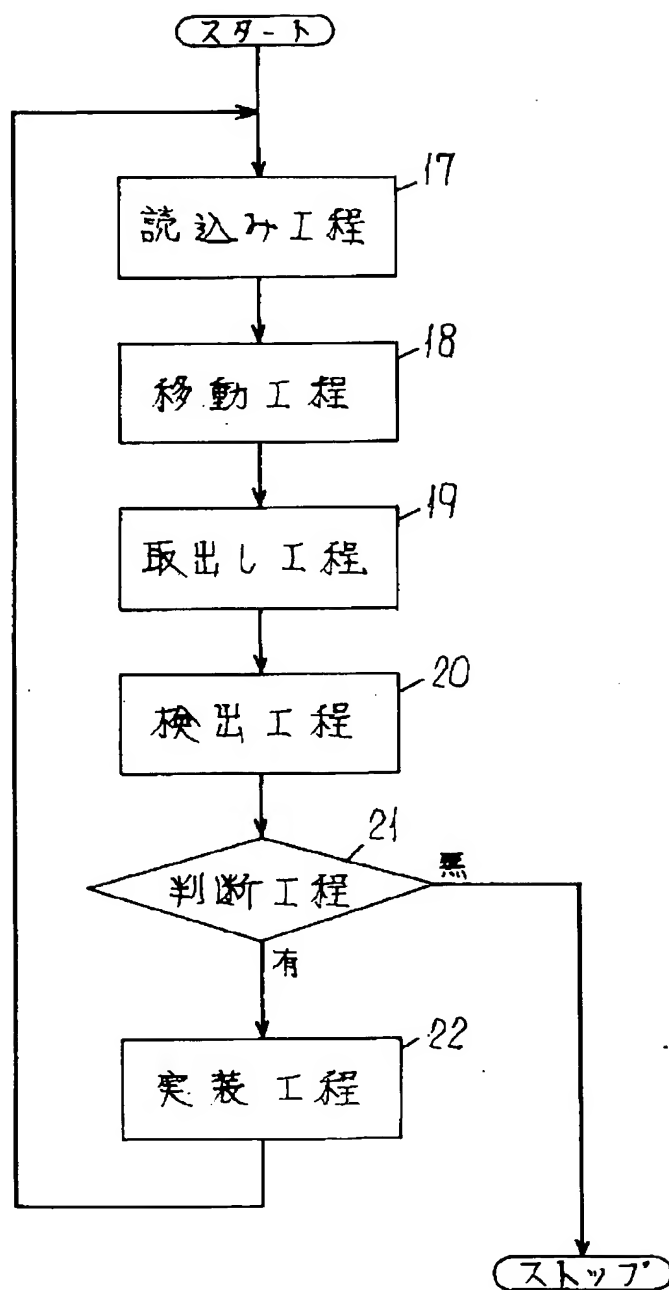 スタート
17
読込み工程
18
移動工程
19
取出し工程
20
検出工程
21
判断工程
無
有
22
実装工程
ストップ